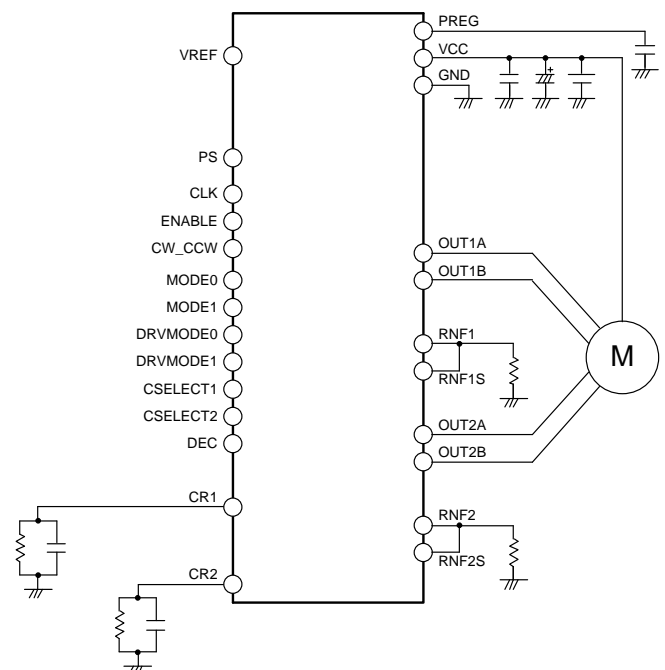 PREG
VCC
GND
VREF
PS
CLK
ENABLE
CW_CCW
MODE0
MODE1
DRVMODE0
DRVMODE1
CSELECT1
CSELECT2
DEC
CR1
CR2
OUT1A
OUT1B
RNF1
RNF1S
OUT2A
OUT2B
RNF2
RNF2S
+
M